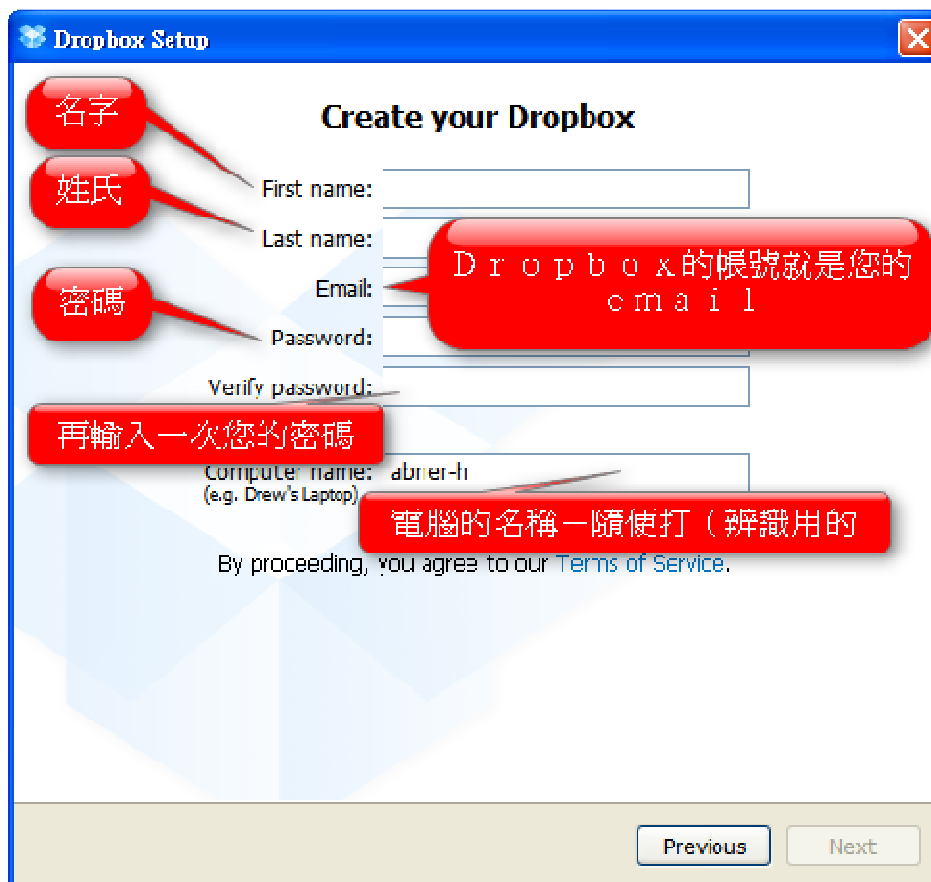 Dropbox Setup
Create your Dropbox
名字
First name:
姓氏
Last name:
Email:
Dropbox的帳號就是您的
email
密碼
Password:
Verify password:
再輸入一次您的密碼
Computer name: abner-h
(e.g. Drew's Laptop)
電腦的名稱－隨便打（辨識用的
By proceeding, you agree to our Terms of Service.
Previous Next